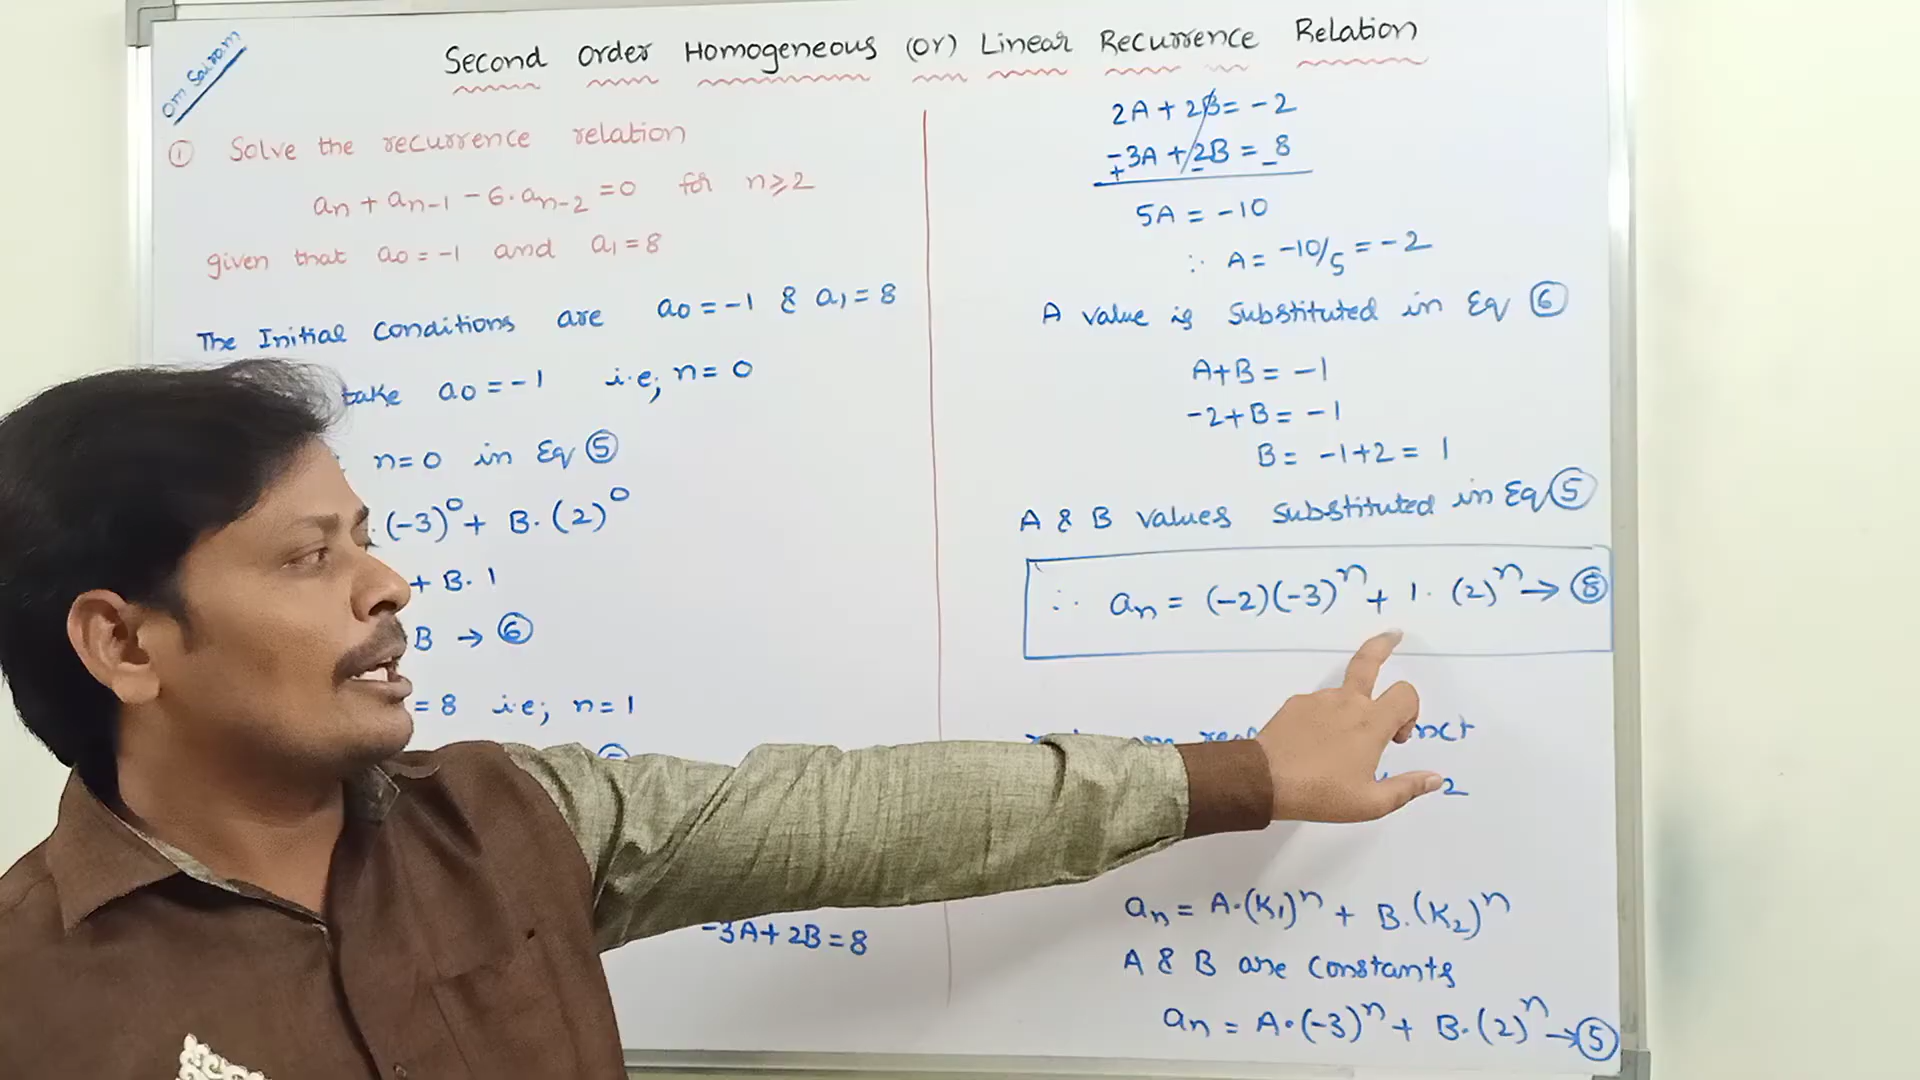 Om Sairam
Second Order Homogeneous (or) Linear Recurrence Relation
① Solve the recurrence relation
aₙ + aₙ₋₁ - 6·aₙ₋₂ = 0 for n ≥ 2
given that a₀ = -1 and a₁ = 8
The Initial Conditions are a₀ = -1 & a₁ = 8
take a₀ = -1 i.e; n = 0
n = 0 in Eq ⑤
·(-3)⁰ + B·(2)⁰
+ B·1
B → ⑥
= 8 i.e; n = 1
-3A + 2B = 8
2A + 2B = -2
-3A + 2B = 8
+ - -
5A = -10
∴ A = -10/5 = -2
A value is Substituted in Eq ⑥
A+B = -1
-2+B = -1
B = -1+2 = 1
A & B values Substituted in Eq ⑤
∴ aₙ = (-2)(-3)ⁿ + 1·(2)ⁿ → ⑧
2
aₙ = A·(K₁)ⁿ + B·(K₂)ⁿ
A & B are Constants
aₙ = A·(-3)ⁿ + B·(2)ⁿ → ⑤